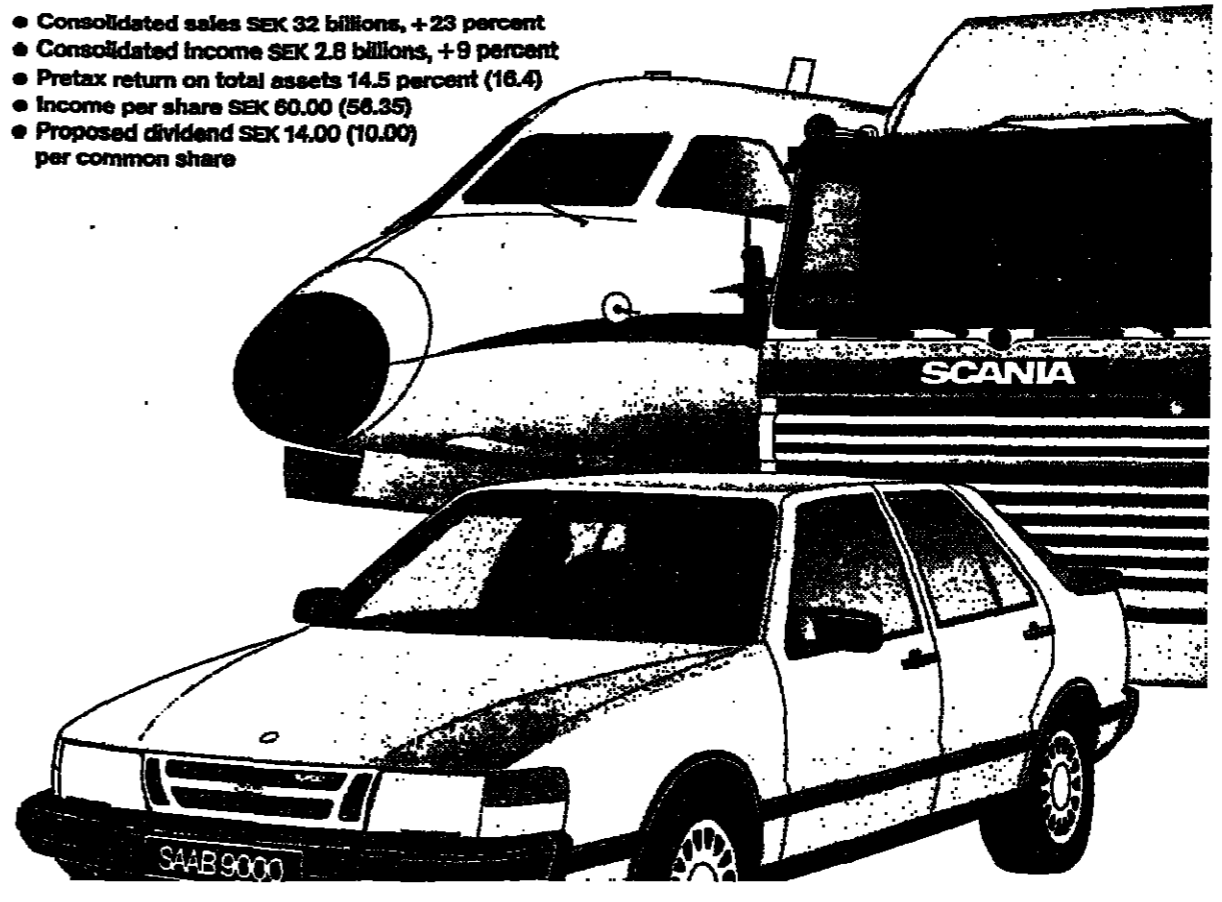 ● Consolidated sales SEK 32 billions, +23 percent
● Consolidated income SEK 2.8 billions, +9 percent
● Pretax return on total assets 14.5 percent (16.4)
● Income per share SEK 60.00 (56.35)
● Proposed dividend SEK 14.00 (10.00)
per common share
SCANIA
SAAB 9000